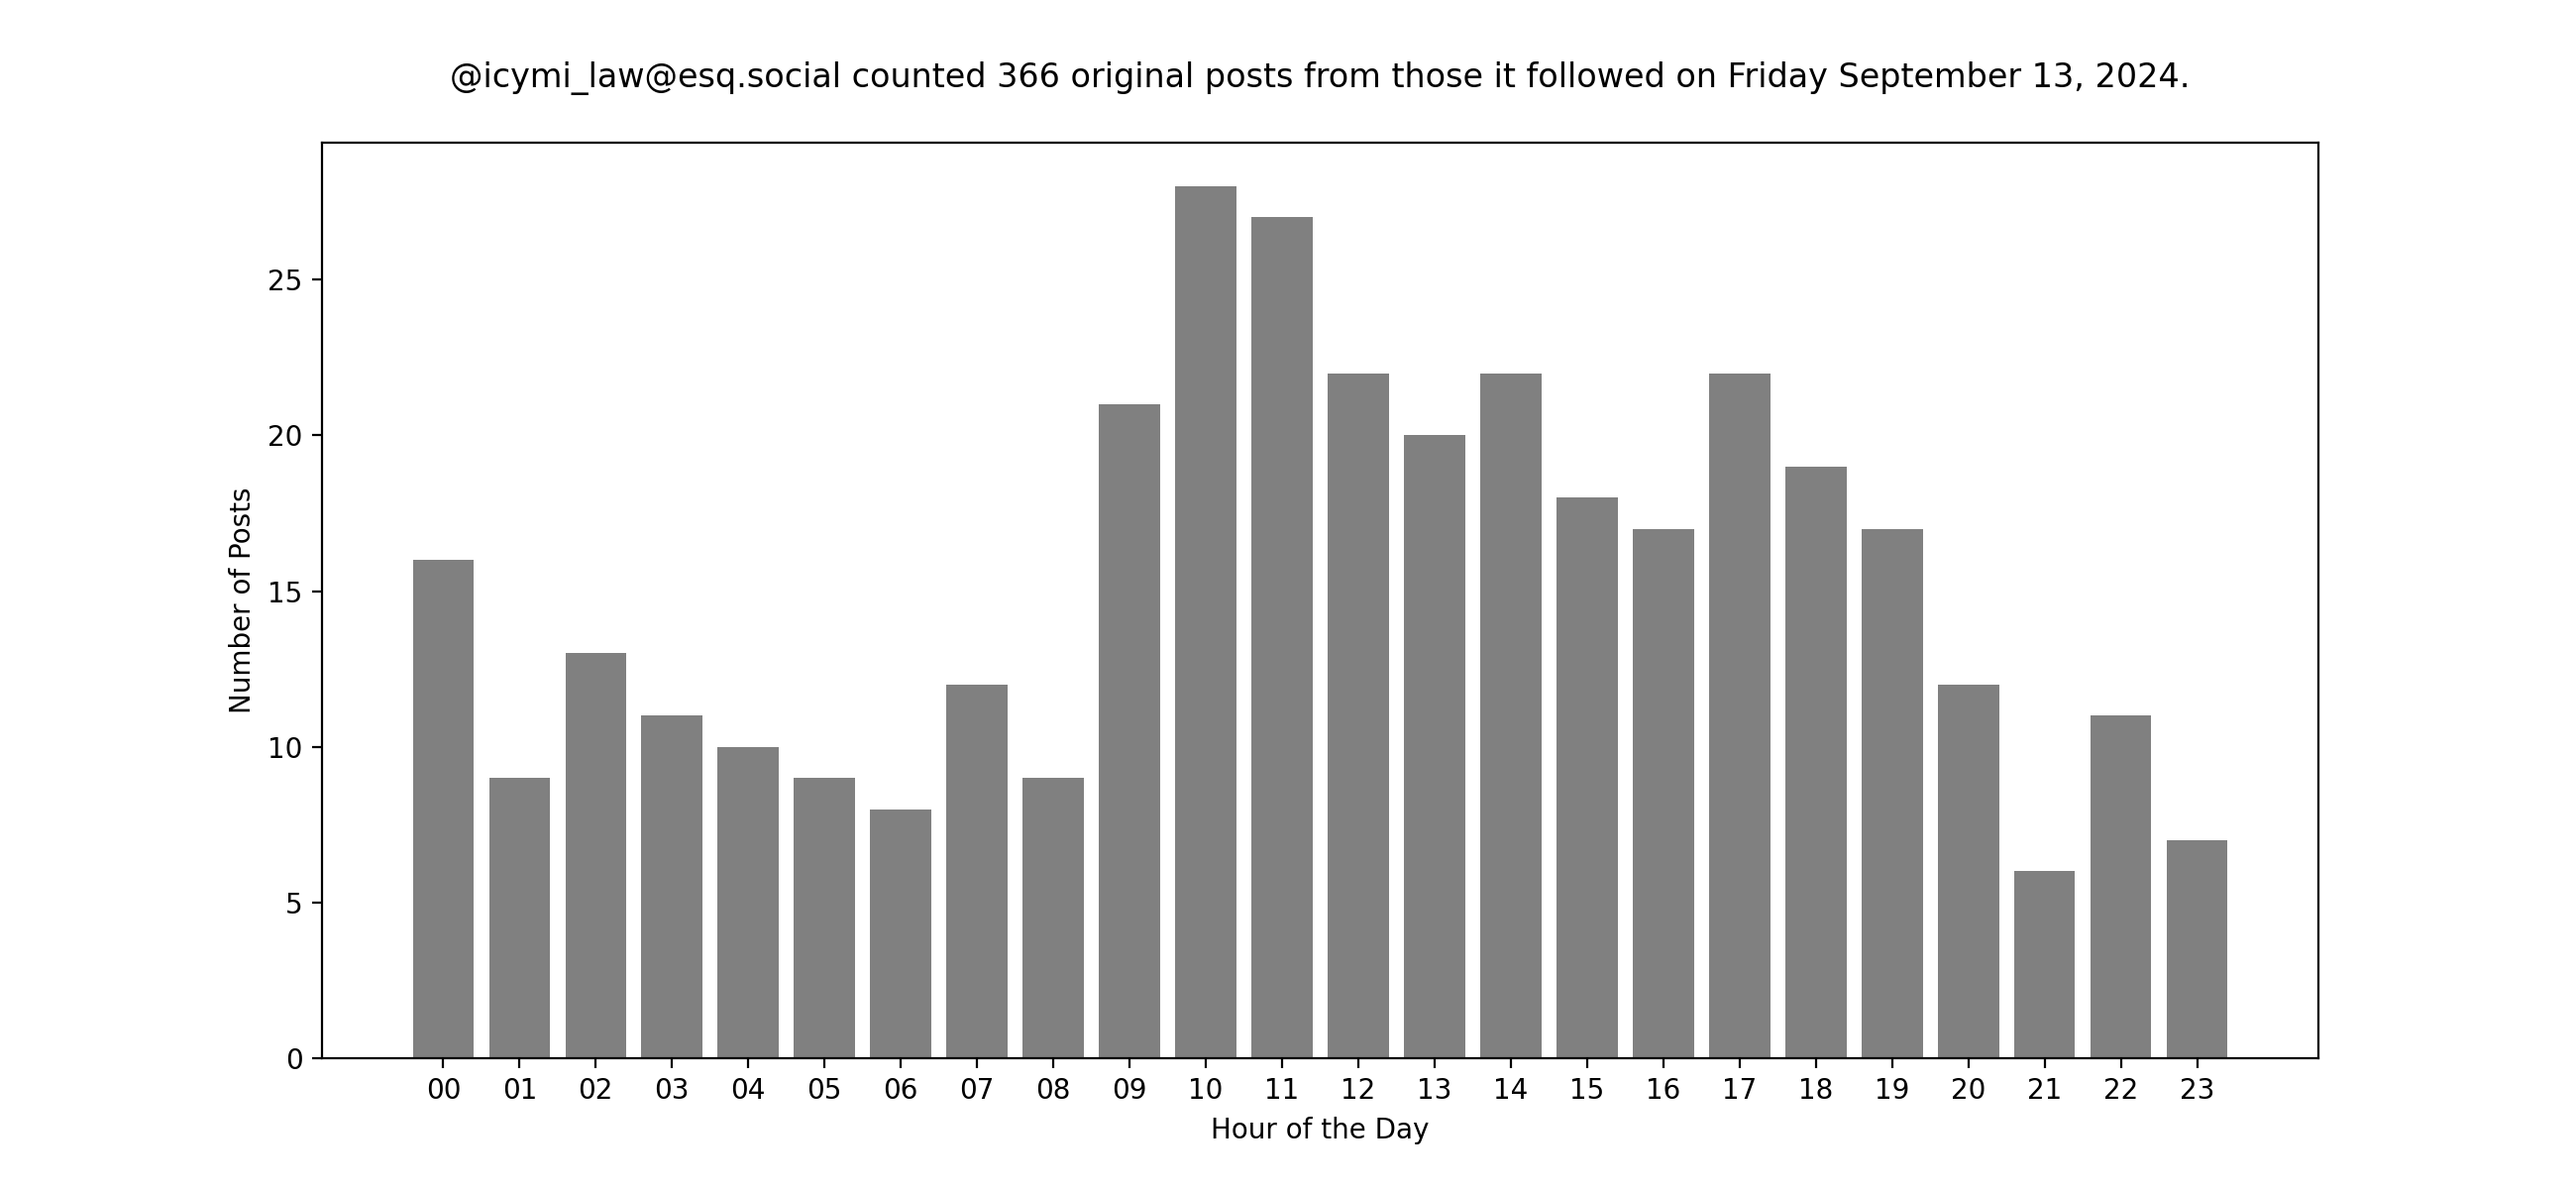 @icymi_law@esq.social counted 366 original posts from those it followed on Friday September 13, 2024.
25
20
15
10
5
0
Number of Posts
00 01 02 03 04 05 06 07 08 09 10 11 12 13 14 15 16 17 18 19 20 21 22 23
Hour of the Day